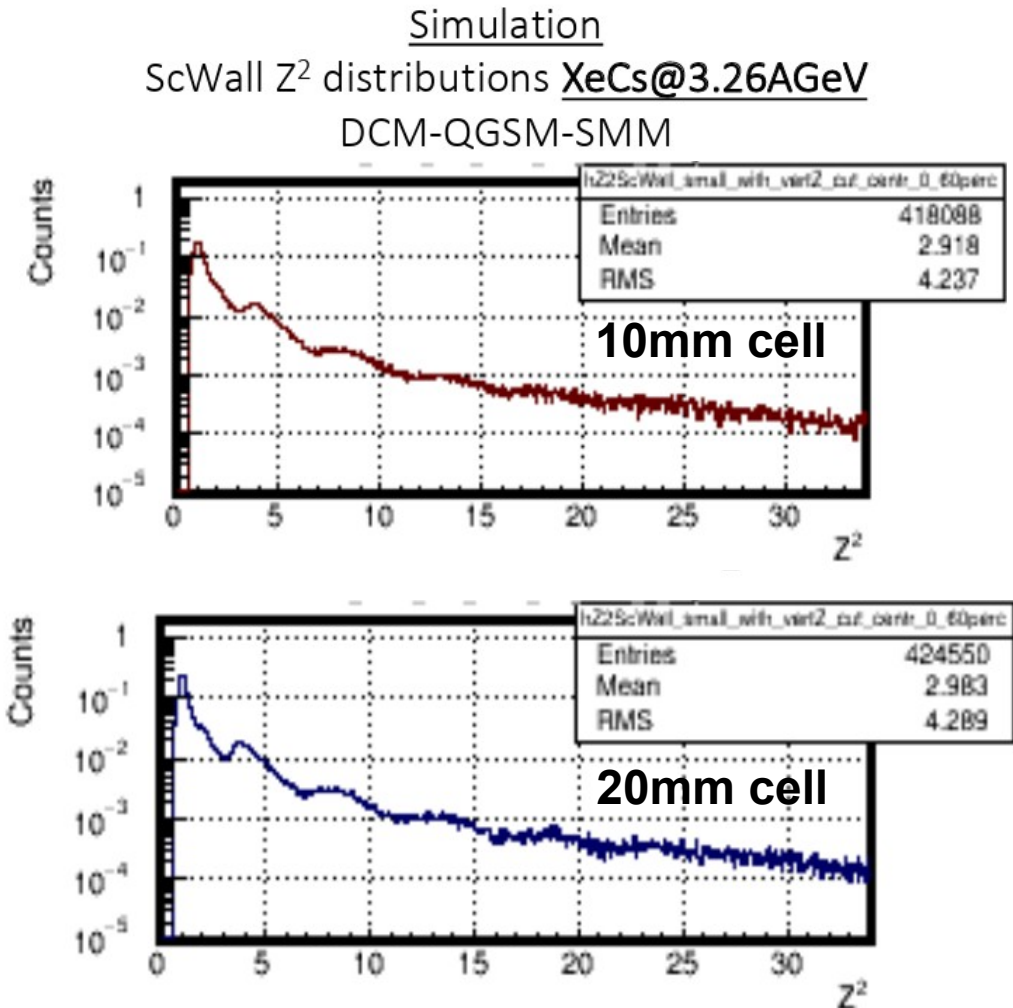 Simulation
ScWall Z² distributions XeCs@3.26AGeV
DCM-QGSM-SMM
hZ2ScWall_small_with_vertZ_cut_centr_0_60perc
Entries 418088
Mean 2.918
RMS 4.237
Counts
1
10⁻¹
10⁻²
10⁻³
10⁻⁴
10⁻⁵
10mm cell
0 5 10 15 20 25 30
Z²
hZ2ScWall_small_with_vertZ_cut_centr_0_60perc
Entries 424550
Mean 2.983
RMS 4.289
Counts
1
10⁻¹
10⁻²
10⁻³
10⁻⁴
10⁻⁵
20mm cell
0 5 10 15 20 25 30
Z²